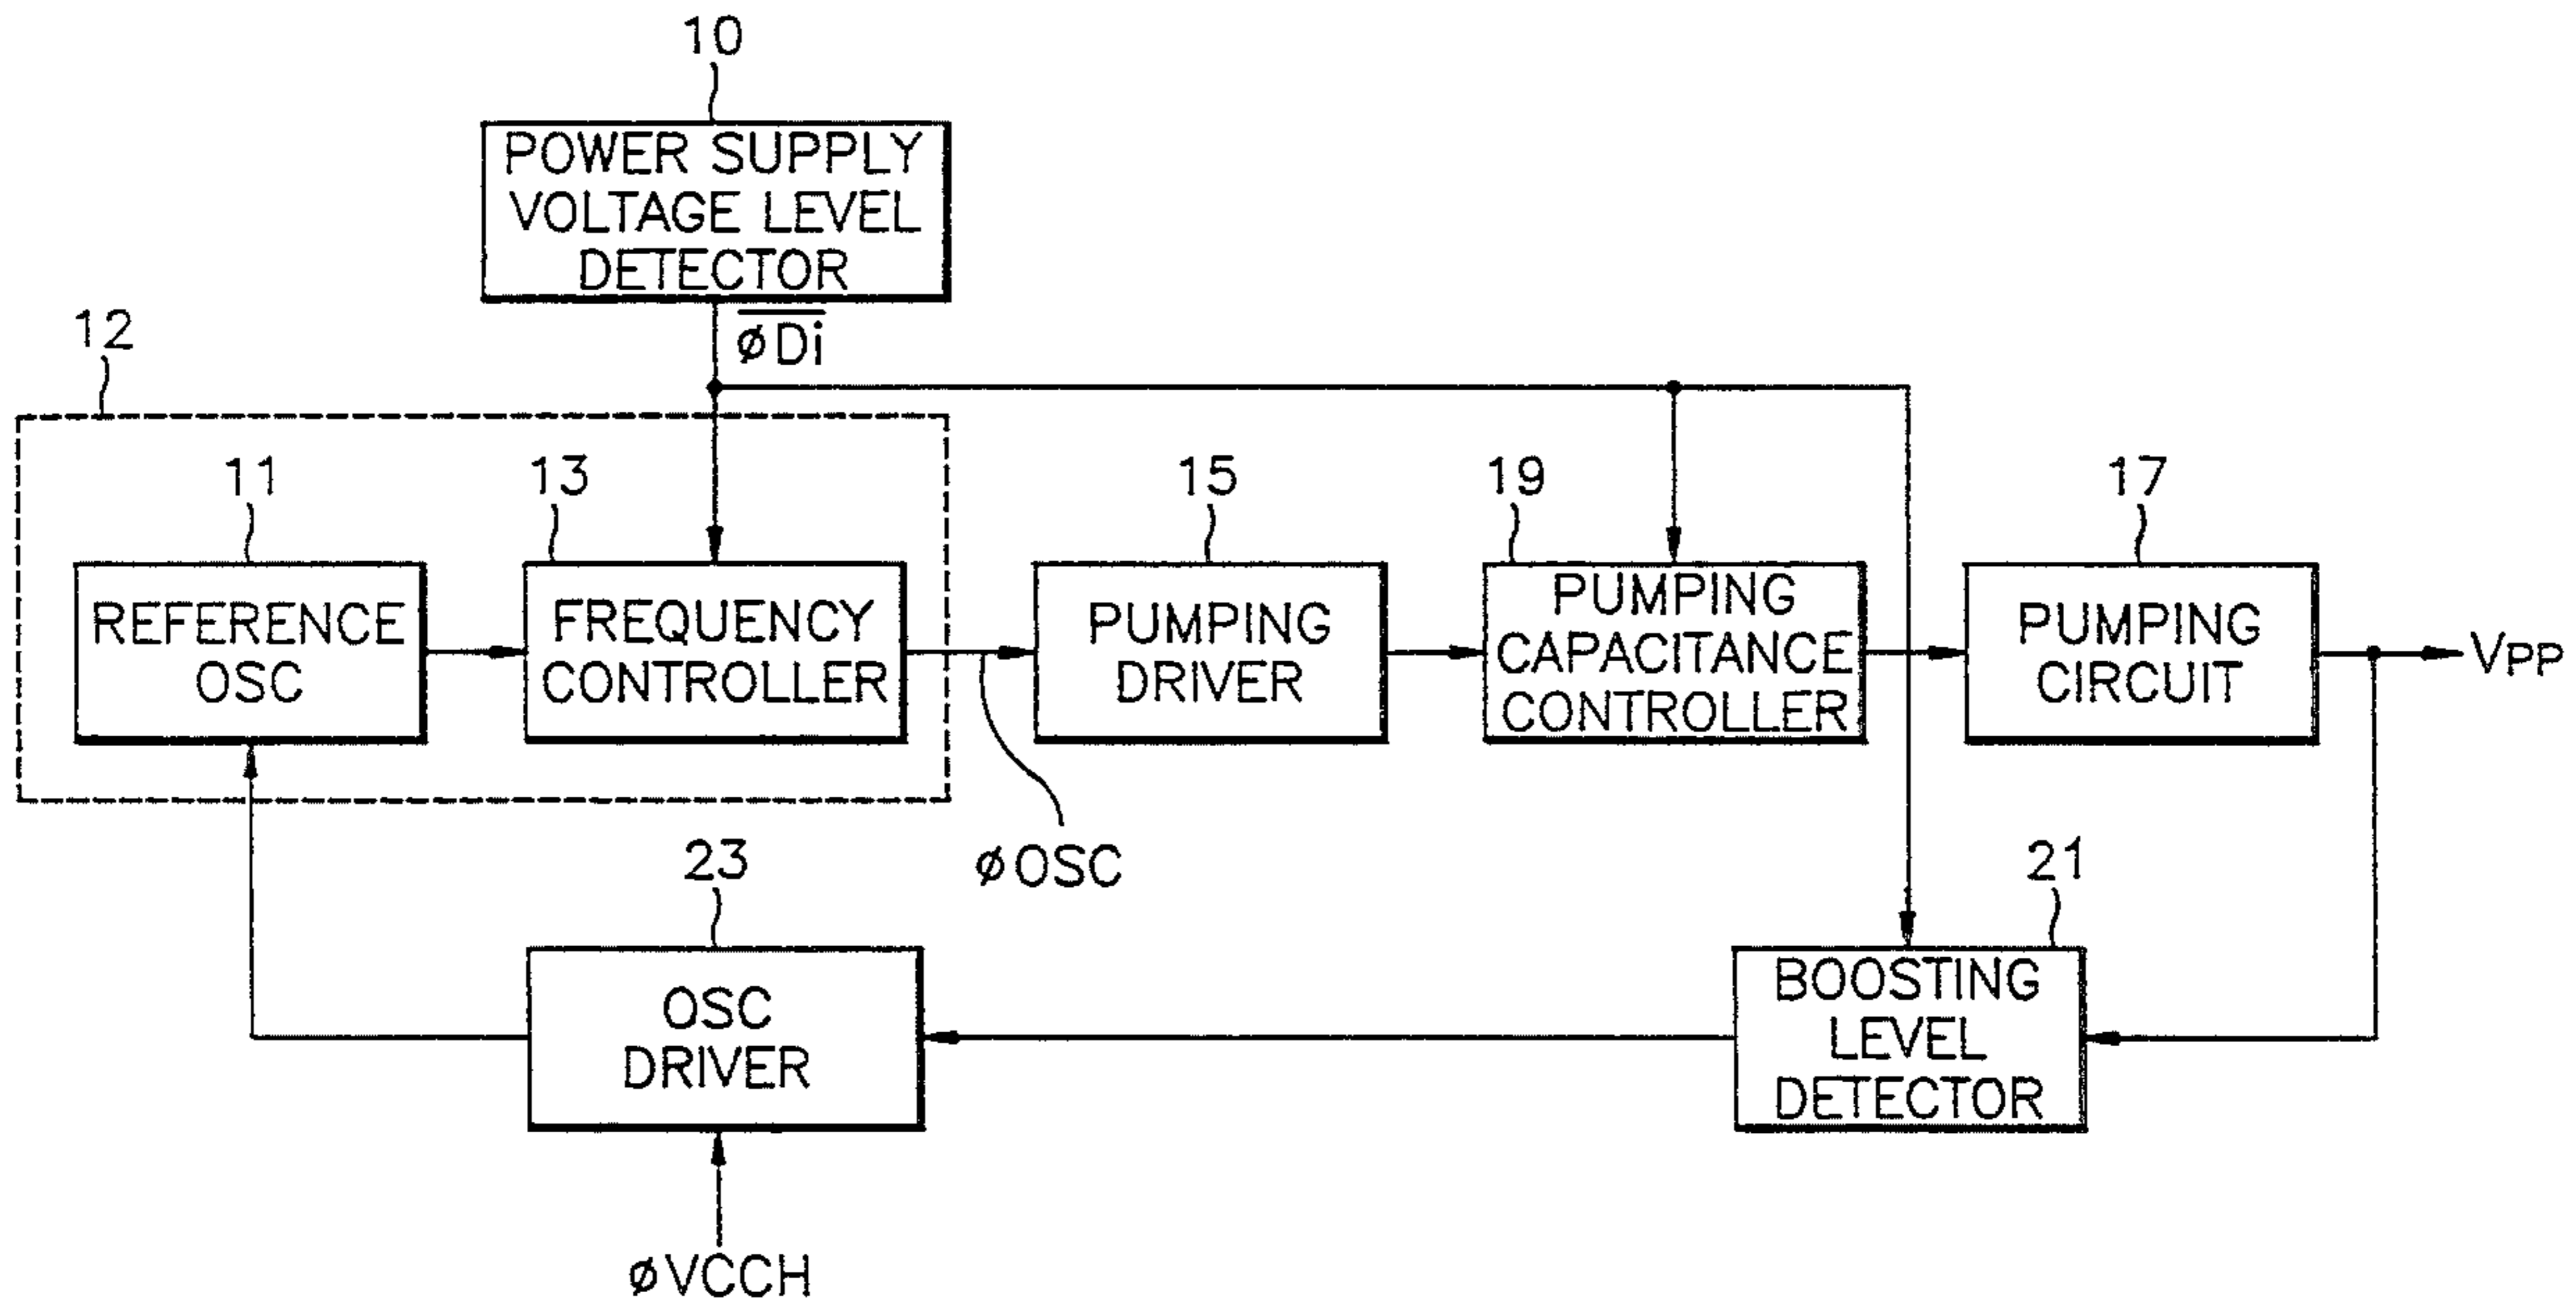 10
POWER SUPPLY
VOLTAGE LEVEL
DETECTOR
12
φDi̅
11
13
15
19
17
REFERENCE
OSC
FREQUENCY
CONTROLLER
PUMPING
DRIVER
PUMPING
CAPACITANCE
CONTROLLER
PUMPING
CIRCUIT
VPP
φOSC
23
21
OSC
DRIVER
BOOSTING
LEVEL
DETECTOR
φVCCH